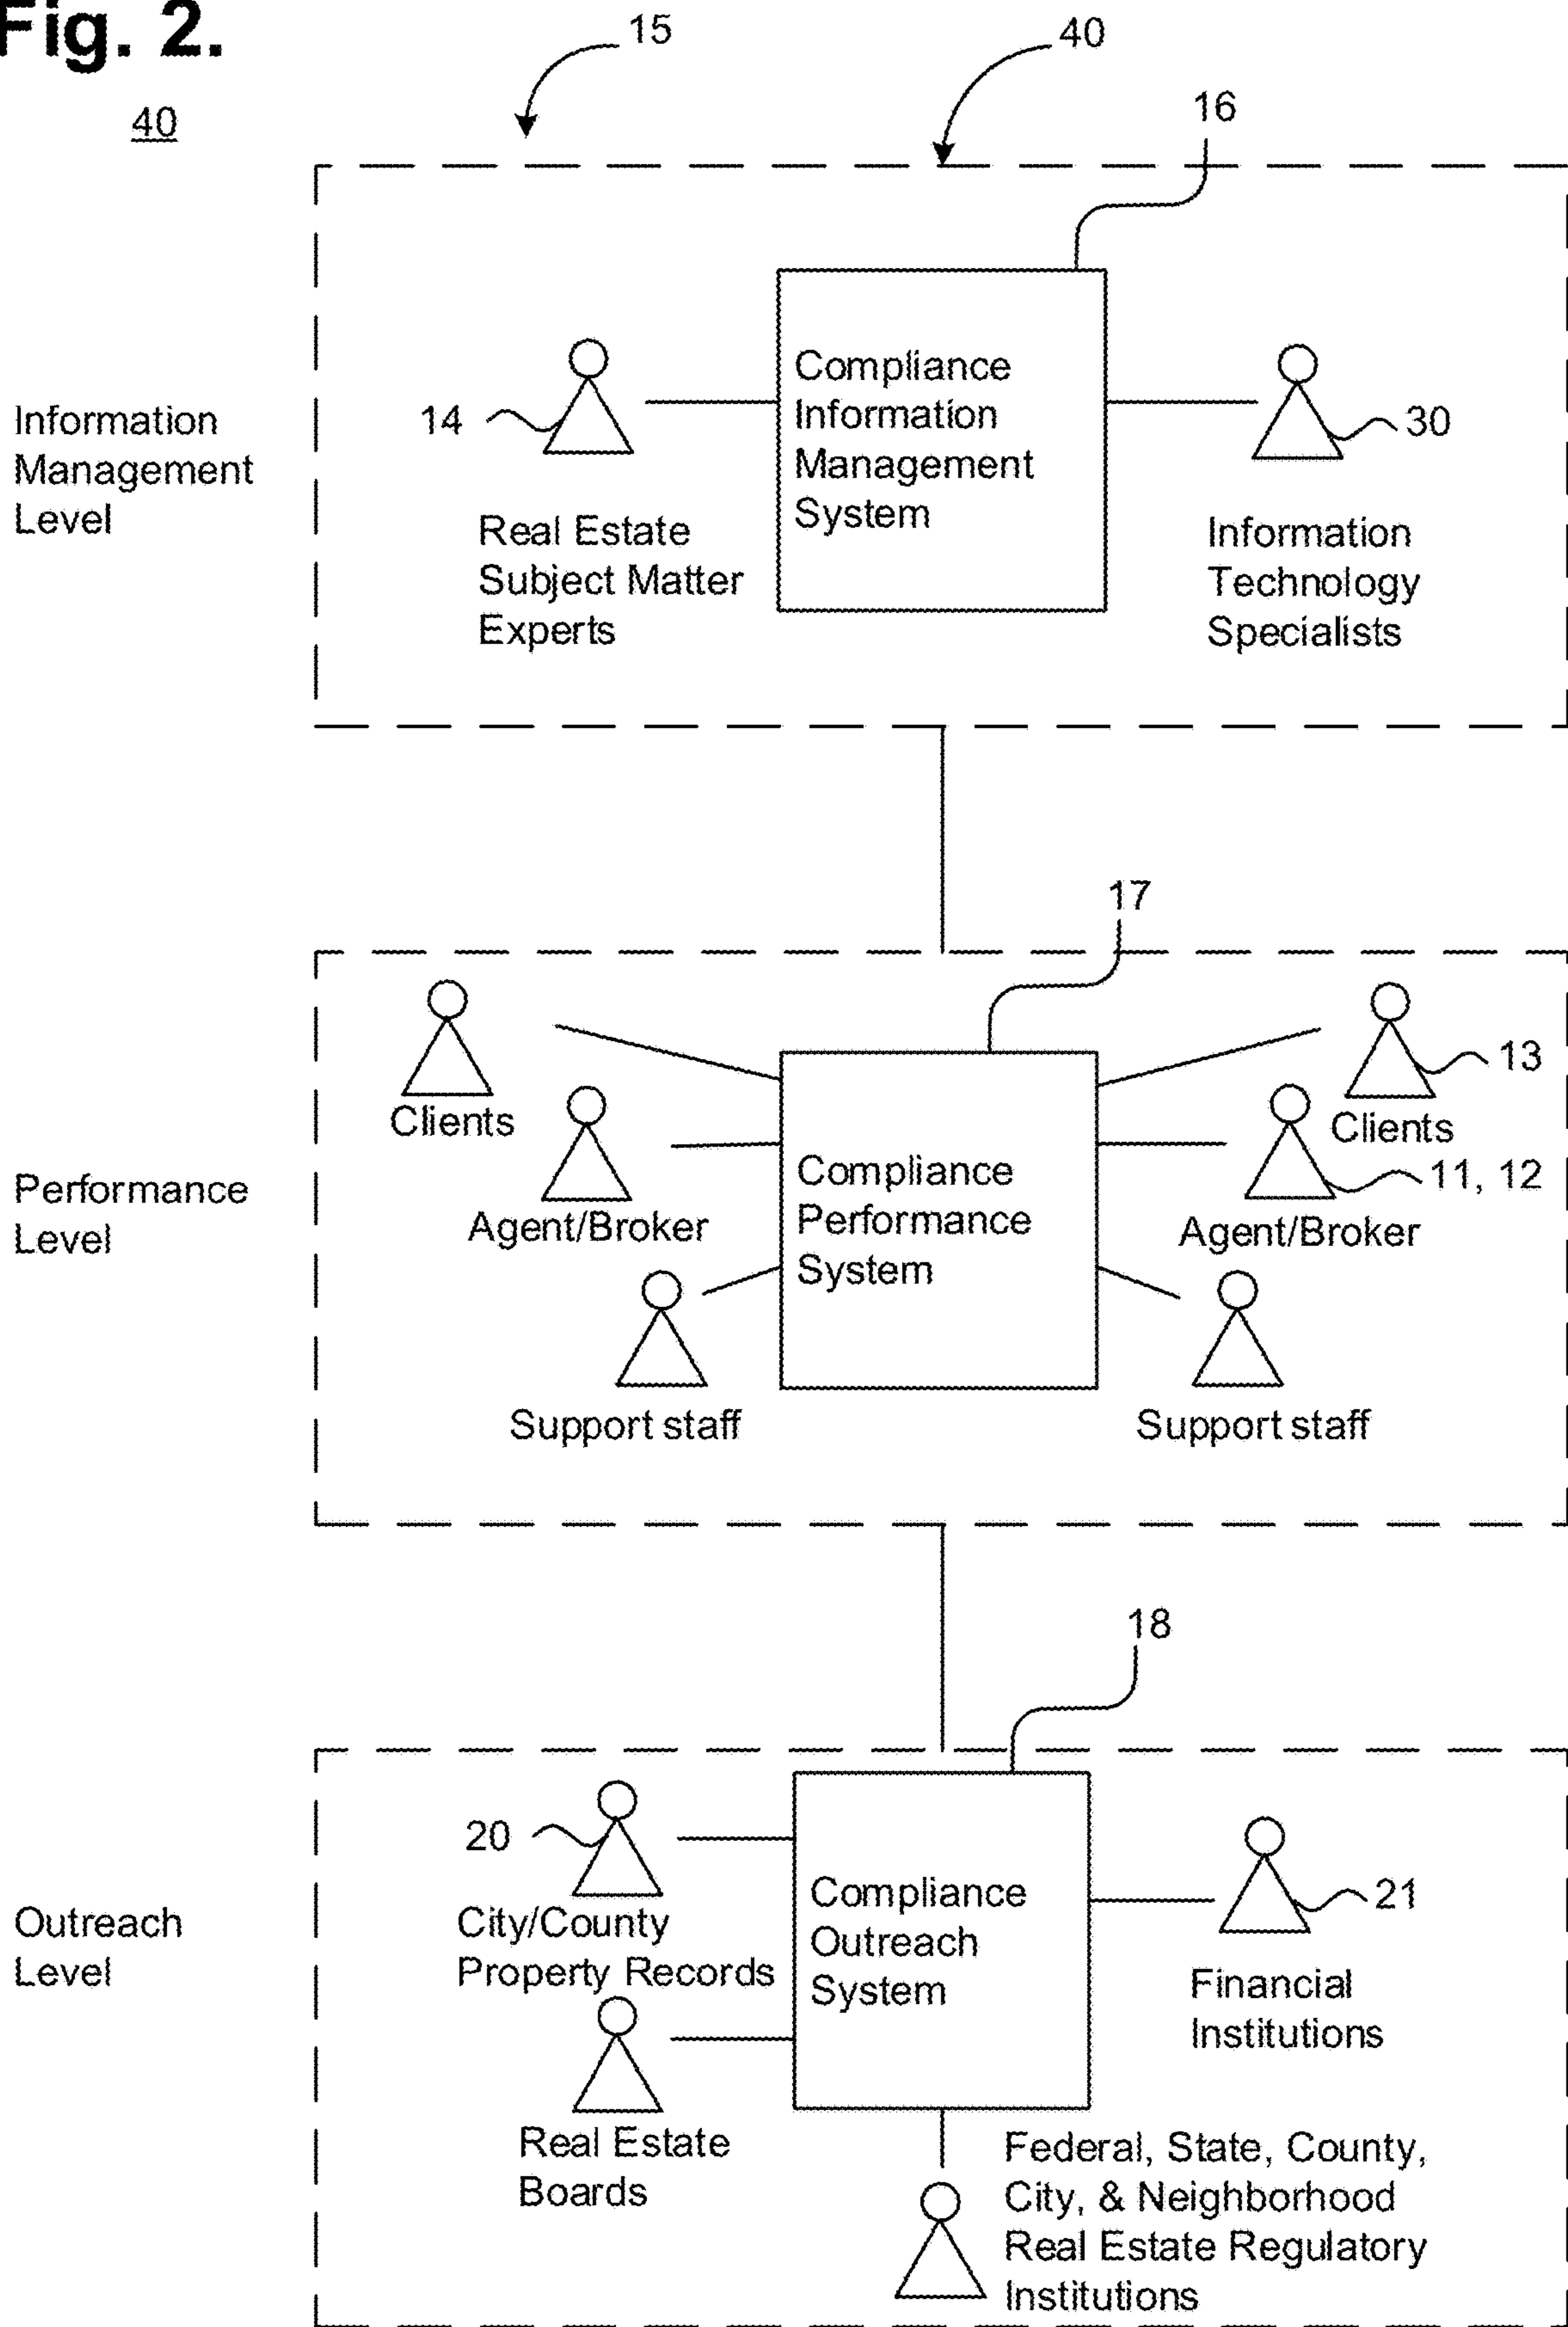 Fig. 2.
40
15
40
16
Information
Management
Level
14
Real Estate
Subject Matter
Experts
Compliance
Information
Management
System
30
Information
Technology
Specialists
17
Performance
Level
Clients
Agent/Broker
Support staff
Compliance
Performance
System
13
Clients
11, 12
Agent/Broker
Support staff
18
Outreach
Level
20
City/County
Property Records
Real Estate
Boards
Compliance
Outreach
System
21
Financial
Institutions
Federal, State, County,
City, & Neighborhood
Real Estate Regulatory
Institutions